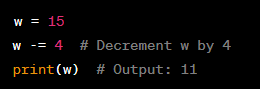 w = 15
w -= 4  # Decrement w by 4
print(w)  # Output: 11